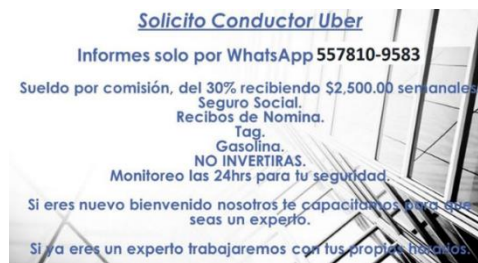 Solicito Conductor Uber
Informes solo por WhatsApp 557810-9583
Sueldo por comisión, del 30% recibiendo $2,500.00 semanales
Seguro Social.
Recibos de Nomina.
Tag.
Gasolina.
NO INVERTIRAS.
Monitoreo las 24hrs para tu seguridad.
Si eres nuevo bienvenido nosotros te capacitamos para que
seas un experto.
Si ya eres un experto trabajaremos con tus propios horarios.